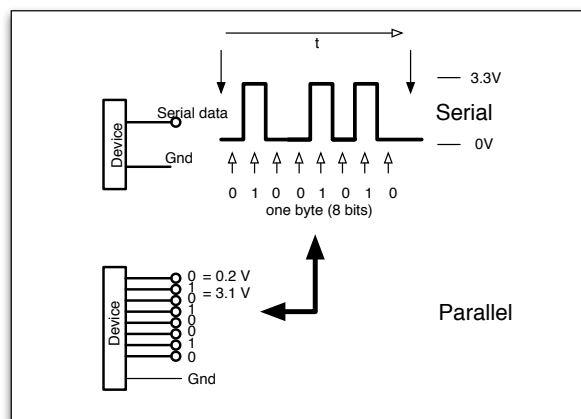 t
3.3V
Serial data
Serial
Device
0V
Gnd
0 1 0 0 1 0 1 0
one byte (8 bits)
0 = 0.2 V
1
= 3.1 V
0
1
Parallel
0
Device
0
1
0
Gnd